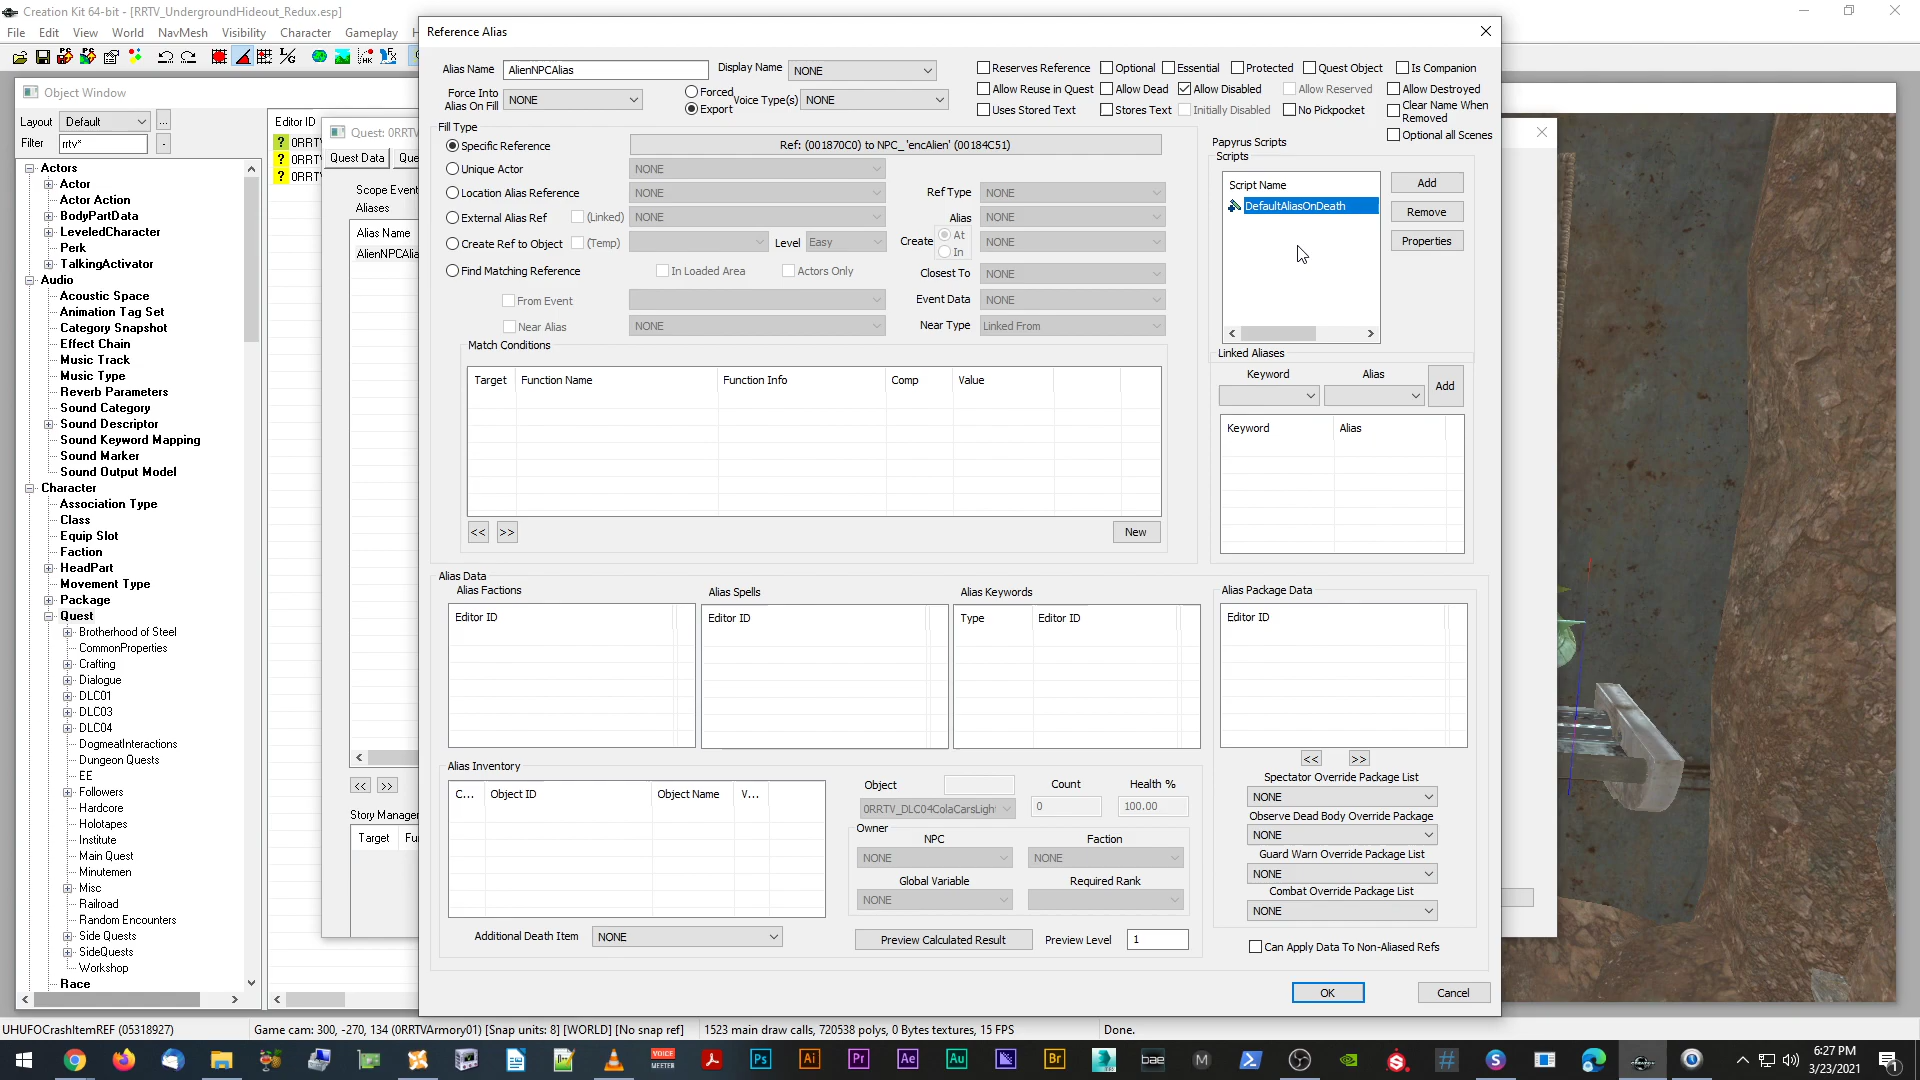 Creation Kit 64-bit - [RRTV_UndergroundHideout_Redux.esp]
File Edit View World NavMesh Visibility Character Gameplay
Object Window
Layout Default ...
Filter rrtv* -
Actors
Actor
Actor Action
BodyPartData
LeveledCharacter
Perk
TalkingActivator
Audio
Acoustic Space
Animation Tag Set
Category Snapshot
Effect Chain
Music Track
Music Type
Reverb Parameters
Sound Category
Sound Descriptor
Sound Keyword Mapping
Sound Marker
Sound Output Model
Character
Association Type
Class
Equip Slot
Faction
HeadPart
Movement Type
Package
Quest
Brotherhood of Steel
CommonProperties
Crafting
Dialogue
DLC01
DLC03
DLC04
DogmeatInteractions
Dungeon Quests
EE
Followers
Hardcore
Holotapes
Institute
Main Quest
Minutemen
Misc
Railroad
Random Encounters
Side Quests
SideQuests
Workshop
Race
Editor ID
? 0RRTV
? 0RRTV
? 0RRTV
Quest: 0RRTV
Quest Data Que
Scope Event
Aliases
Alias Name
AlienNPCAlia
<< >>
Story Manager
Target Fu
Reference Alias
Alias Name AlienNPCAlias
Display Name NONE
Force Into Alias On Fill NONE
Forced
Export
Voice Type(s) NONE
Reserves Reference Optional Essential Protected Quest Object Is Companion
Allow Reuse in Quest Allow Dead Allow Disabled Allow Reserved Allow Destroyed
Uses Stored Text Stores Text Initially Disabled No Pickpocket Clear Name When Removed
Optional all Scenes
Fill Type
Specific Reference Ref: (001870C0) to NPC_ 'encAlien' (00184C51)
Unique Actor NONE
Location Alias Reference NONE Ref Type NONE
External Alias Ref (Linked) NONE Alias NONE
Create Ref to Object (Temp) Level Easy Create At In NONE
Find Matching Reference In Loaded Area Actors Only Closest To NONE
From Event Event Data NONE
Near Alias NONE Near Type Linked From
Match Conditions
Target Function Name Function Info Comp Value
<< >> New
Papyrus Scripts
Scripts
Script Name
DefaultAliasOnDeath
Add
Remove
Properties
Linked Aliases
Keyword Alias
Add
Keyword Alias
Alias Data
Alias Factions
Editor ID
Alias Spells
Editor ID
Alias Keywords
Type Editor ID
Alias Package Data
Editor ID
<< >>
Spectator Override Package List
NONE
Observe Dead Body Override Package
NONE
Guard Warn Override Package List
NONE
Combat Override Package List
NONE
Can Apply Data To Non-Aliased Refs
Alias Inventory
C... Object ID Object Name V...
Object Count Health %
0RRTV_DLC04ColaCarsLigh 0 100.00
Owner
NPC Faction
NONE NONE
Global Variable Required Rank
NONE
Additional Death Item NONE
Preview Calculated Result Preview Level 1
OK Cancel
UHUFOCrashItemREF (05318927) Game cam: 300, -270, 134 (0RRTVArmory01) [Snap units: 8] [WORLD] [No snap ref] 1523 main draw calls, 720538 polys, 0 Bytes textures, 15 FPS Done.
VOICE MEETER Ps Ai Pr Ae Au Br bae M S # S
6:27 PM
3/23/2021
1